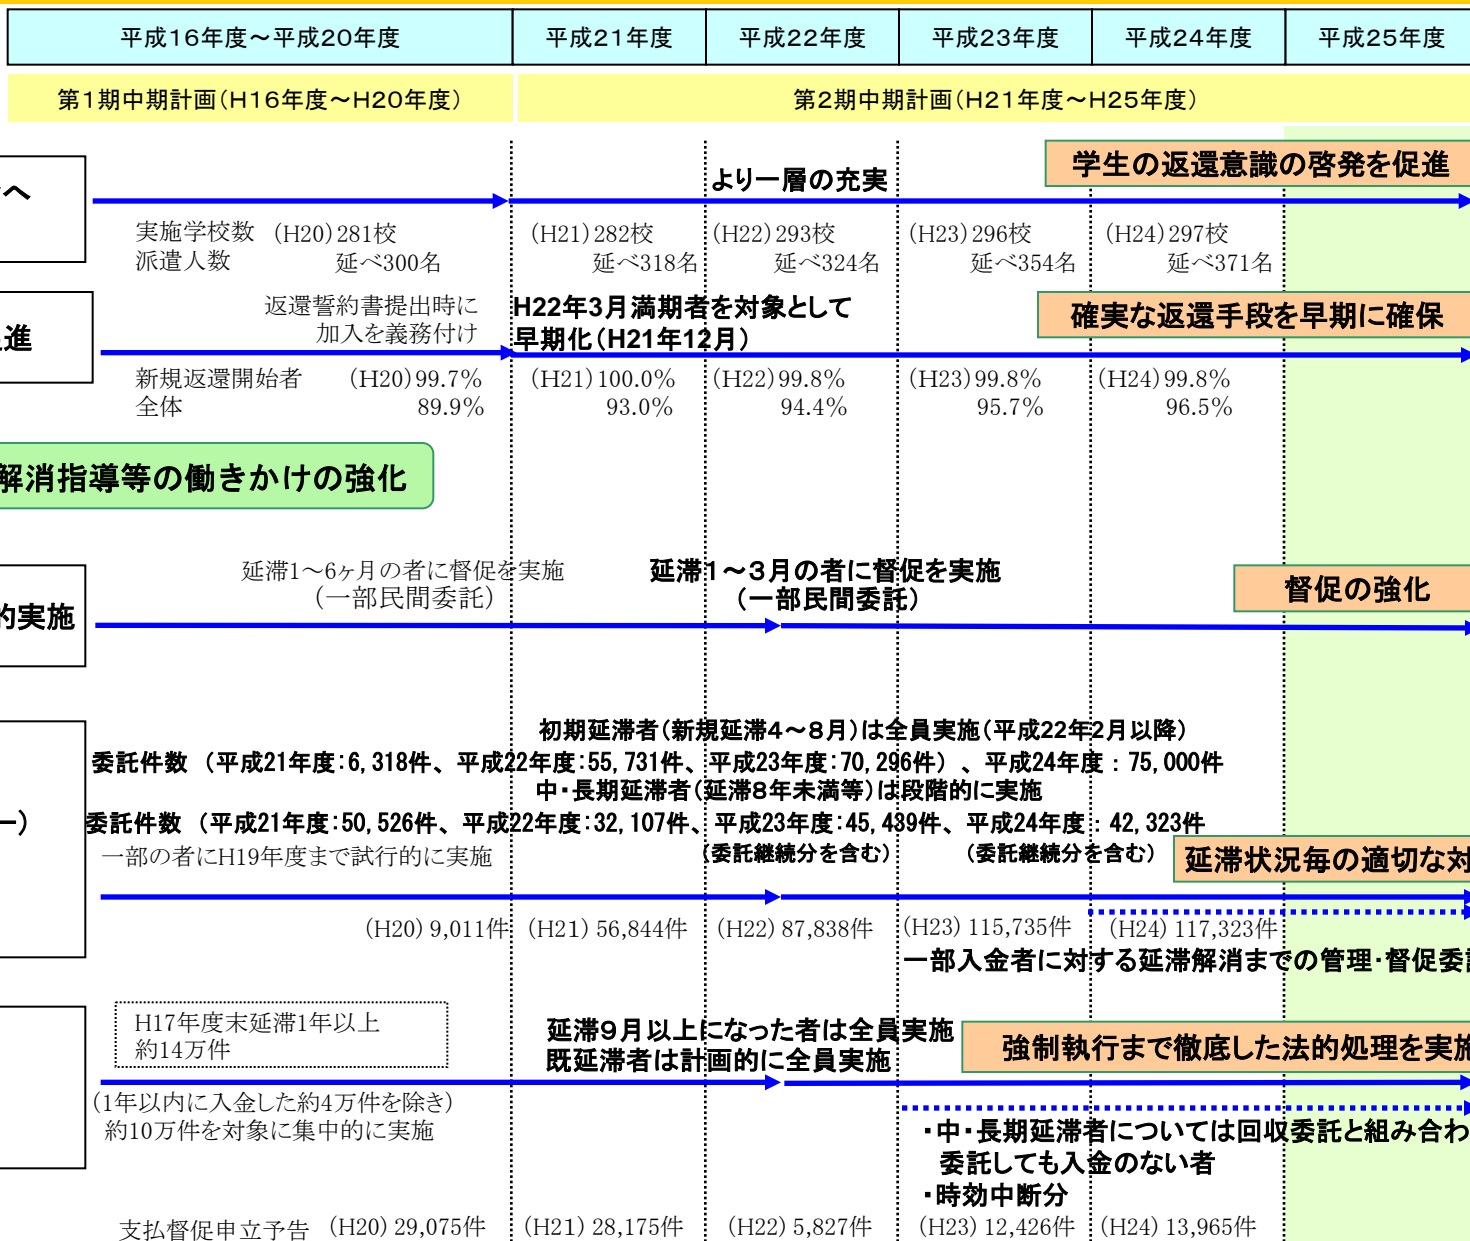 平成16年度～平成20年度 平成21年度 平成22年度 平成23年度 平成24年度 平成25年度
第1期中期計画(H16年度～H20年度) 第2期中期計画(H21年度～H25年度)
へ
より一層の充実
学生の返還意識の啓発を促進
実施学校数 (H20)281校 (H21)282校 (H22)293校 (H23)296校 (H24)297校
派遣人数 延べ300名 延べ318名 延べ324名 延べ354名 延べ371名
進
返還誓約書提出時に
加入を義務付け
H22年3月満期者を対象として
早期化(H21年12月)
確実な返還手段を早期に確保
新規返還開始者 (H20)99.7% (H21)100.0% (H22)99.8% (H23)99.8% (H24)99.8%
全体 89.9% 93.0% 94.4% 95.7% 96.5%
解消指導等の働きかけの強化
的実施
延滞1～6ヶ月の者に督促を実施
(一部民間委託)
延滞1～3月の者に督促を実施
(一部民間委託)
督促の強化
ー)
初期延滞者(新規延滞4～8月)は全員実施(平成22年2月以降)
委託件数 (平成21年度:6,318件、平成22年度:55,731件、平成23年度:70,296件) 、平成24年度：75,000件
中・長期延滞者(延滞8年未満等)は段階的に実施
委託件数 (平成21年度:50,526件、平成22年度:32,107件、平成23年度:45,439件、平成24年度：42,323件
(委託継続分を含む) (委託継続分を含む)
一部の者にH19年度まで試行的に実施
延滞状況毎の適切な対
(H20) 9,011件 (H21) 56,844件 (H22) 87,838件 (H23) 115,735件 (H24) 117,323件
一部入金者に対する延滞解消までの管理・督促委託
H17年度末延滞1年以上
約14万件
延滞9月以上になった者は全員実施
既延滞者は計画的に全員実施
強制執行まで徹底した法的処理を実施
(1年以内に入金した約4万件を除き)
約10万件を対象に集中的に実施
・中・長期延滞者については回収委託と組み合わ
委託しても入金のない者
・時効中断分
支払督促申立予告 (H20) 29,075件 (H21) 28,175件 (H22) 5,827件 (H23) 12,426件 (H24) 13,965件